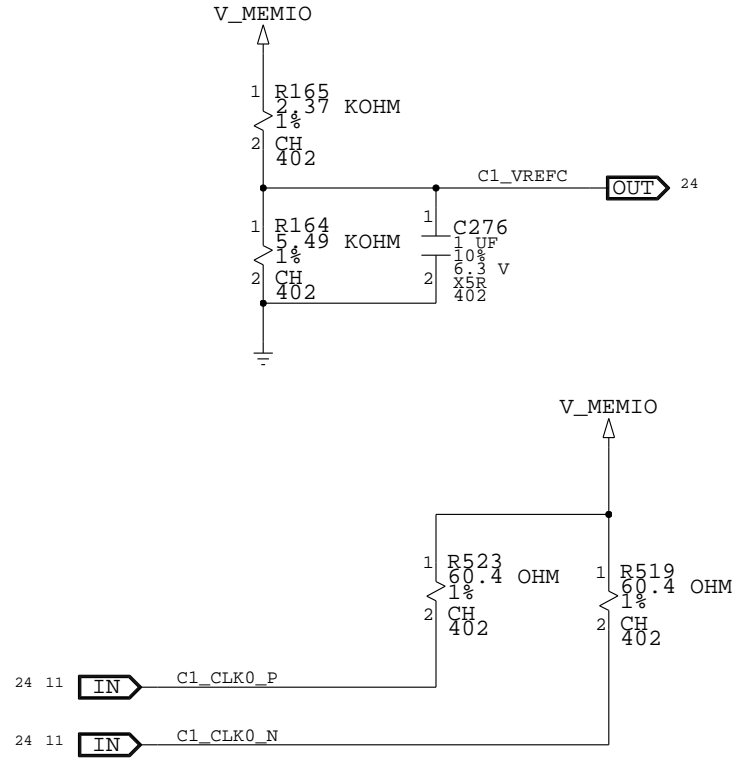 V_MEMIO
1 R165
2.37 KOHM
1%
2 CH
402
C1_VREFC
OUT 24
1 R164
5.49 KOHM
1%
2 CH
402
1 C276
1 UF
10%
6.3 V
2 X5R
402
V_MEMIO
1 R523
60.4 OHM
1%
2 CH
402
1 R519
60.4 OHM
1%
2 CH
402
24 11 IN C1_CLK0_P
24 11 IN C1_CLK0_N